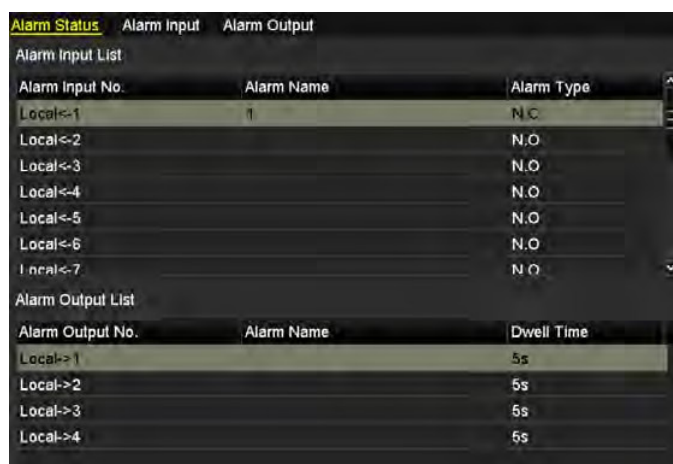 Alarm Status Alarm Input Alarm Output
Alarm Input List
Alarm Input No. Alarm Name Alarm Type
Local<-1 1 N.C
Local<-2 N.O
Local<-3 N.O
Local<-4 N.O
Local<-5 N.O
Local<-6 N.O
Local<-7 N.O
Alarm Output List
Alarm Output No. Alarm Name Dwell Time
Local->1 5s
Local->2 5s
Local->3 5s
Local->4 5s